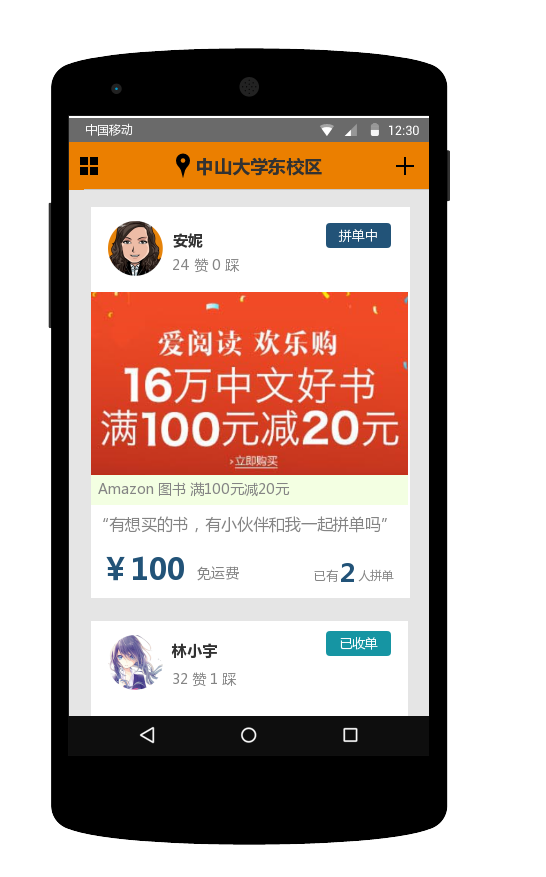 中国移动 12:30
中山大学东校区
安妮 拼单中
24 赞 0 踩
爱阅读 欢乐购
16万中文好书
满100元减20元
›立即购买
Amazon 图书 满100元减20元
“有想买的书，有小伙伴和我一起拼单吗”
¥100 免运费 已有2人拼单
林小宇 已收单
32 赞 1 踩